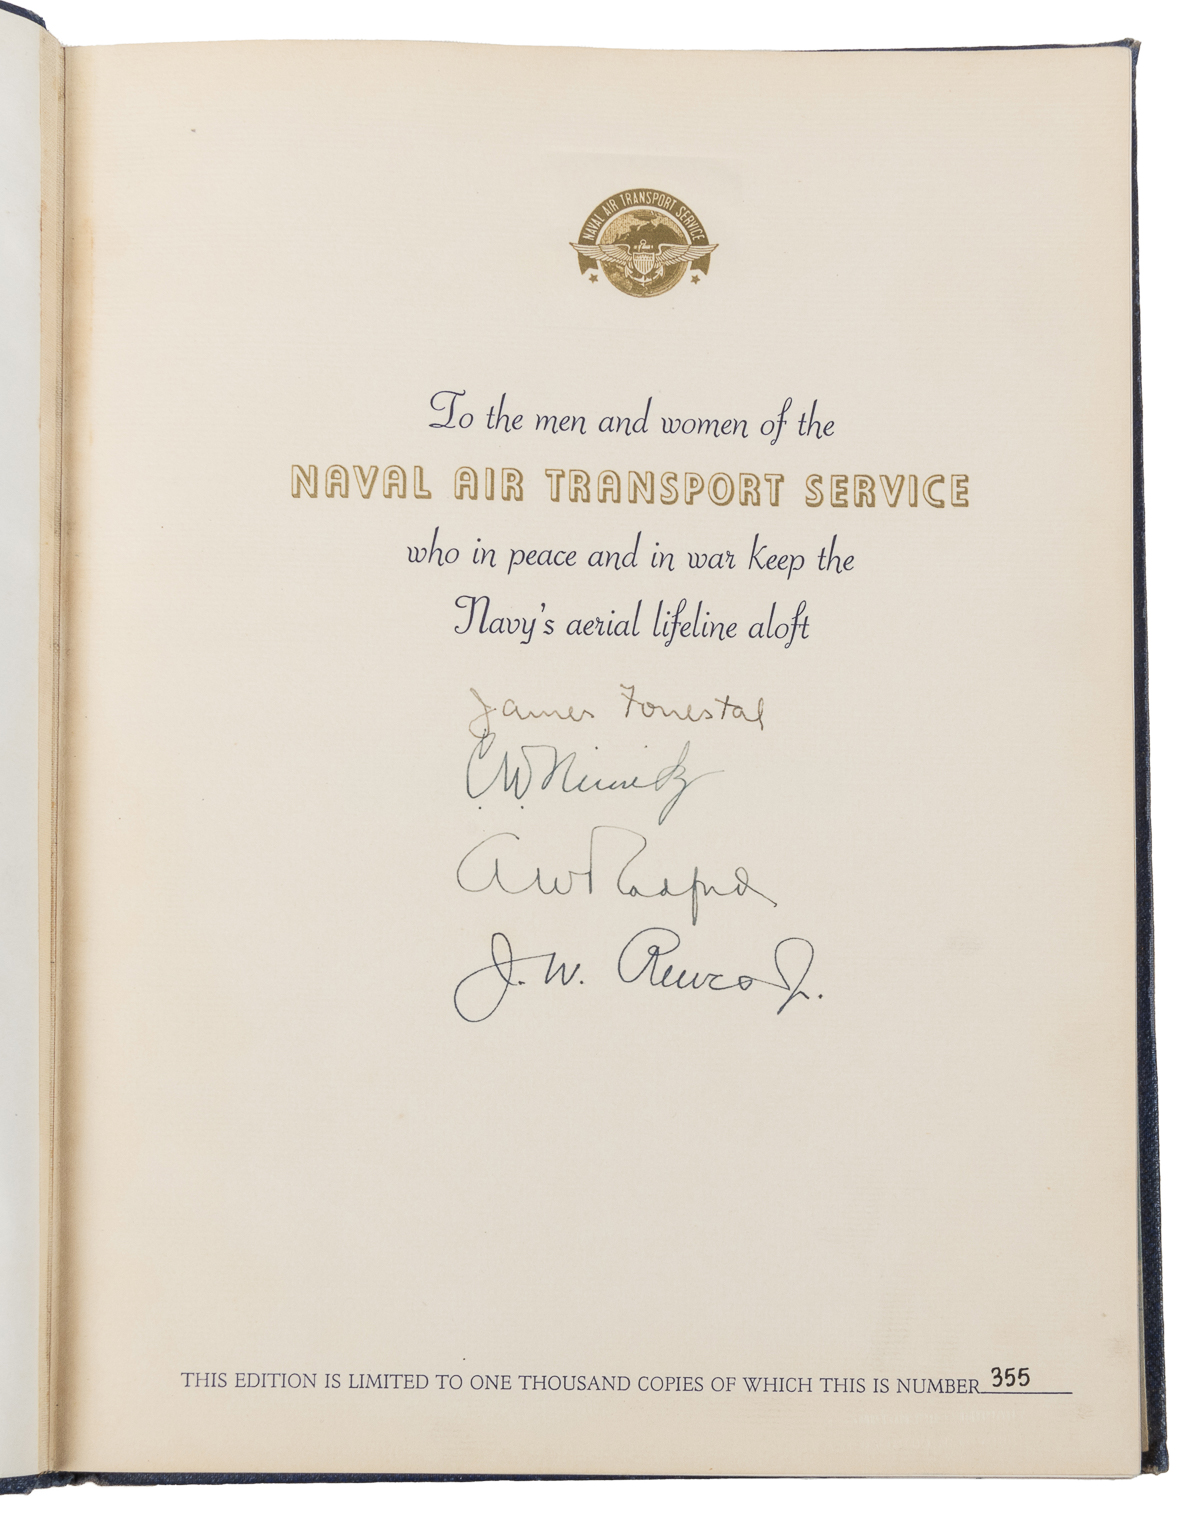 NAVAL AIR TRANSPORT SERVICE
To the men and women of the
NAVAL AIR TRANSPORT SERVICE
who in peace and in war keep the
Navy's aerial lifeline aloft
James Forrestal
C.W. Nimitz
A W Radford
J. W. Reeves Jr.
THIS EDITION IS LIMITED TO ONE THOUSAND COPIES OF WHICH THIS IS NUMBER 355